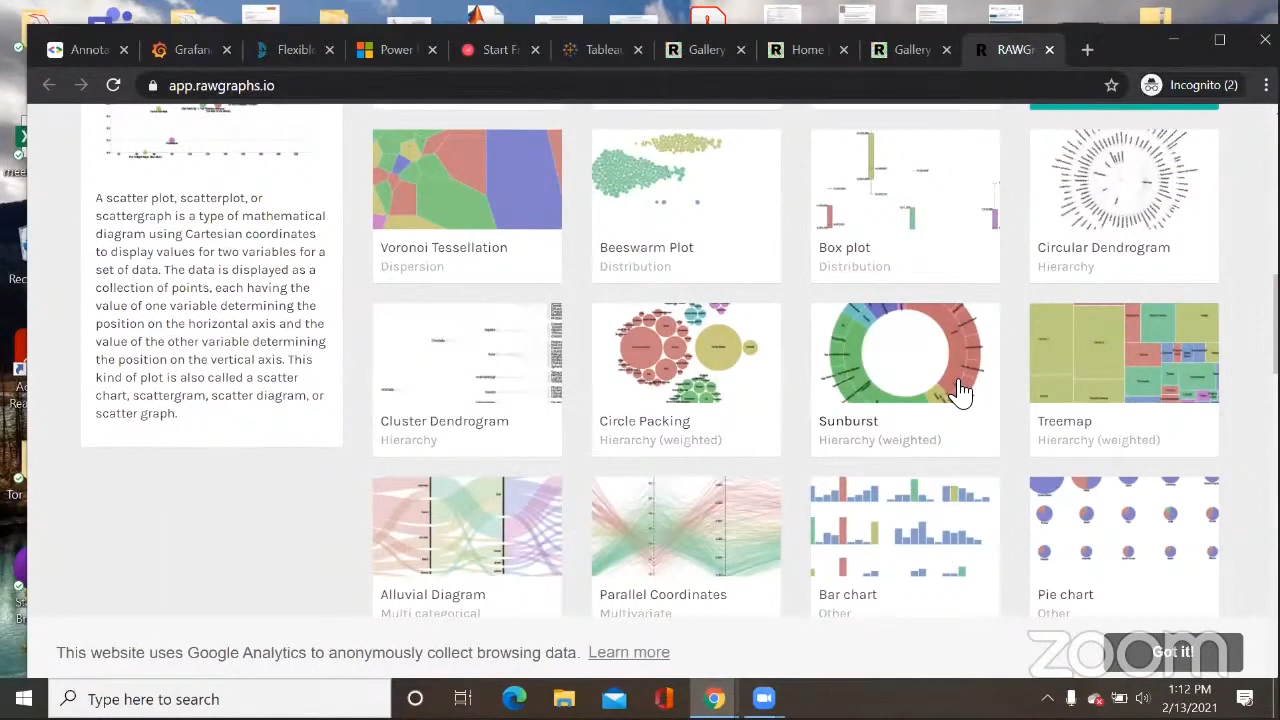 Annota
Grafan
Flexib
Power
Start Fr
Tableau
Gallery
Home
Gallery
RAWGr
app.rawgraphs.io
Incognito (2)
A scatter plot, scatterplot, or
scattergraph is a type of mathematical
diagram using Cartesian coordinates
to display values for two variables for a
set of data. The data is displayed as a
collection of points, each having the
value of one variable determining the
position on the horizontal axis and the
value of the other variable determining
the position on the vertical axis. This
kind of plot is also called a scatter
chart, scattergram, scatter diagram, or
scatter graph.
Voronoi Tessellation
Dispersion
Beeswarm Plot
Distribution
Box plot
Distribution
Circular Dendrogram
Hierarchy
Cluster Dendrogram
Hierarchy
Circle Packing
Hierarchy (weighted)
Sunburst
Hierarchy (weighted)
Treemap
Hierarchy (weighted)
Alluvial Diagram
Multi categorical
Parallel Coordinates
Multivariate
Bar chart
Other
Pie chart
Other
This website uses Google Analytics to anonymously collect browsing data. Learn more
Got it!
zoom
Type here to search
1:12 PM
2/13/2021